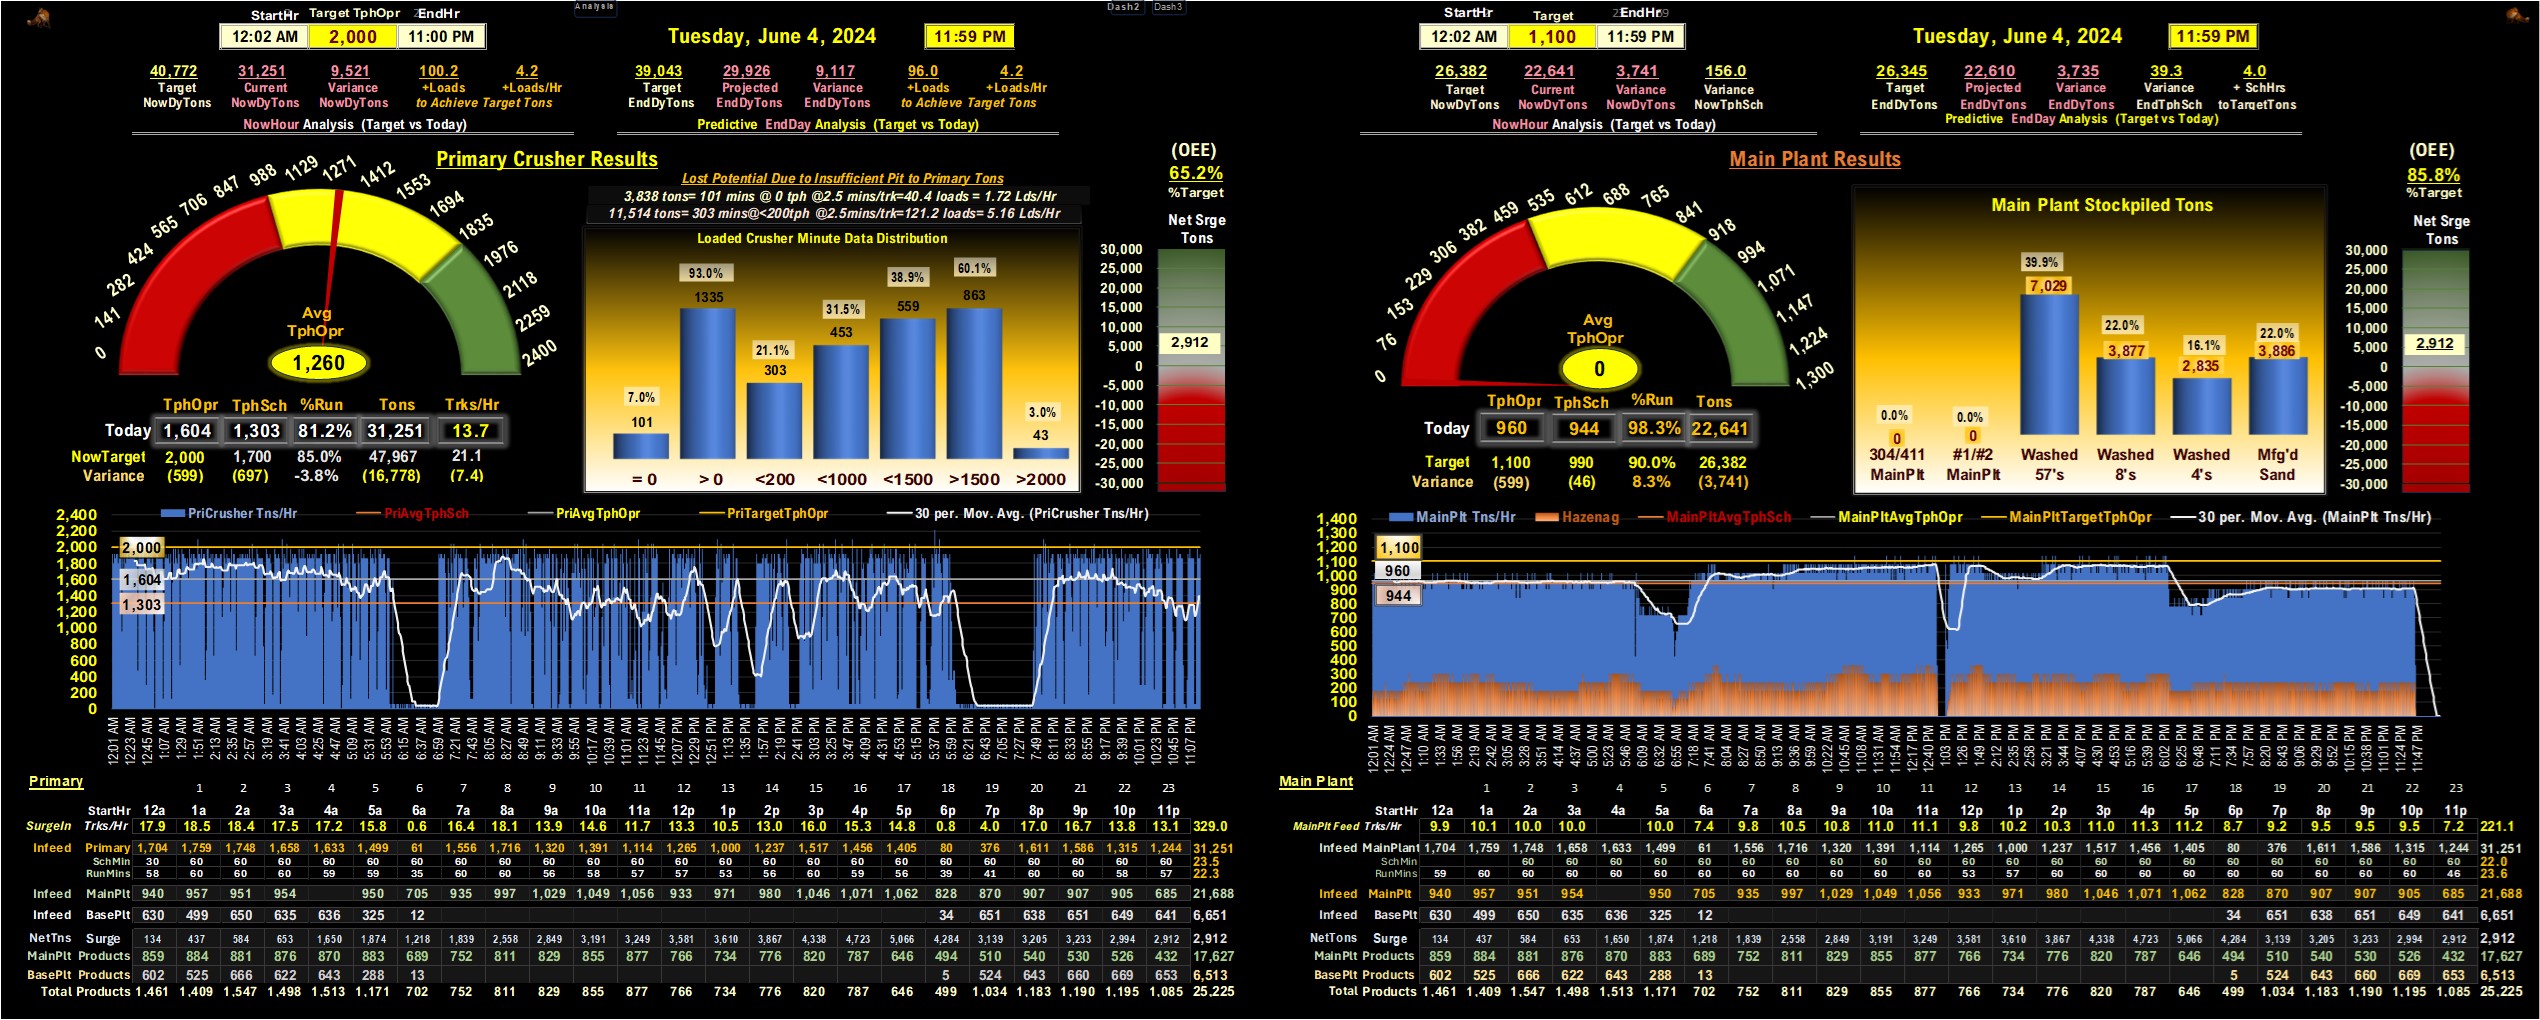 Analysis
Dash2 Dash3
StartHr Target TphOpr EndHr
12:02 AM 2,000 11:00 PM
Tuesday, June 4, 2024 11:59 PM
40,772 31,251 9,521 100.2 4.2
Target Current Variance +Loads +Loads/Hr
NowDyTons NowDyTons NowDyTons to Achieve Target Tons
NowHour Analysis (Target vs Today)
39,043 29,926 9,117 96.0 4.2
Target Projected Variance +Loads +Loads/Hr
EndDyTons EndDyTons EndDyTons to Achieve Target Tons
Predictive EndDay Analysis (Target vs Today)
Primary Crusher Results
0 141 282 424 565 706 847 988 1129 1271 1412 1553 1694 1835 1976 2118 2259 2400
Avg
TphOpr
1,260
TphOpr TphSch %Run Tons Trks/Hr
Today 1,604 1,303 81.2% 31,251 13.7
NowTarget 2,000 1,700 85.0% 47,967 21.1
Variance (599) (697) -3.8% (16,778) (7.4)
Lost Potential Due to Insufficient Pit to Primary Tons
3,838 tons= 101 mins @ 0 tph @2.5 mins/trk=40.4 loads = 1.72 Lds/Hr
11,514 tons= 303 mins@<200tph @2.5mins/trk=121.2 loads= 5.16 Lds/Hr
Loaded Crusher Minute Data Distribution
7.0% 93.0% 21.1% 31.5% 38.9% 60.1% 3.0%
101 1335 303 453 559 863 43
= 0 > 0 <200 <1000 <1500 >1500 >2000
(OEE)
65.2%
%Target
Net Srge
Tons
30,000
25,000
20,000
15,000
10,000
5,000
0
-5,000
-10,000
-15,000
-20,000
-25,000
-30,000
2,912
PriCrusher Tns/Hr PriAvgTphSch PriAvgTphOpr PriTargetTphOpr 30 per. Mov. Avg. (PriCrusher Tns/Hr)
2,400
2,200
2,000
1,800
1,600
1,400
1,200
1,000
800
600
400
200
0
2,000
1,604
1,303
12:01 AM 12:23 AM 12:45 AM 1:07 AM 1:29 AM 1:51 AM 2:13 AM 2:35 AM 2:57 AM 3:19 AM 3:41 AM 4:03 AM 4:25 AM 4:47 AM 5:09 AM 5:31 AM 5:53 AM 6:15 AM 6:37 AM 6:59 AM 7:21 AM 7:43 AM 8:05 AM 8:27 AM 8:49 AM 9:11 AM 9:33 AM 9:55 AM 10:17 AM 10:39 AM 11:01 AM 11:23 AM 11:45 AM 12:07 PM 12:29 PM 12:51 PM 1:13 PM 1:35 PM 1:57 PM 2:19 PM 2:41 PM 3:03 PM 3:25 PM 3:47 PM 4:09 PM 4:31 PM 4:53 PM 5:15 PM 5:37 PM 5:59 PM 6:21 PM 6:43 PM 7:05 PM 7:27 PM 7:49 PM 8:11 PM 8:33 PM 8:55 PM 9:17 PM 9:39 PM 10:01 PM 10:23 PM 10:45 PM 11:07 PM
Primary
1 2 3 4 5 6 7 8 9 10 11 12 13 14 15 16 17 18 19 20 21 22 23
StartHr 12a 1a 2a 3a 4a 5a 6a 7a 8a 9a 10a 11a 12p 1p 2p 3p 4p 5p 6p 7p 8p 9p 10p 11p
SurgeIn Trks/Hr 17.9 18.5 18.4 17.5 17.2 15.8 0.6 16.4 18.1 13.9 14.6 11.7 13.3 10.5 13.0 16.0 15.3 14.8 0.8 4.0 17.0 16.7 13.8 13.1 329.0
Infeed Primary 1,704 1,759 1,748 1,658 1,633 1,499 61 1,556 1,716 1,320 1,391 1,114 1,265 1,000 1,237 1,517 1,456 1,405 80 376 1,611 1,586 1,315 1,244 31,251
SchMin 30 60 60 60 60 60 60 60 60 60 60 60 60 60 60 60 60 60 60 60 60 60 60 60 23.5
RunMins 58 60 60 60 59 59 35 60 60 56 58 57 57 53 56 60 60 56 39 41 60 60 58 57 22.3
Infeed MainPlt 940 957 951 954 950 705 935 997 1,029 1,049 1,056 933 971 980 1,046 1,071 1,062 828 870 907 907 905 685 21,688
Infeed BasePlt 630 499 650 635 636 325 12 34 651 638 651 649 641 6,651
NetTns Surge 134 437 584 653 1,650 1,874 1,218 1,839 2,558 2,849 3,191 3,249 3,581 3,610 3,867 4,338 4,723 5,066 4,284 3,139 3,205 3,233 2,994 2,912 2,912
MainPlt Products 859 884 881 876 870 883 689 752 811 829 855 877 766 734 776 820 787 646 494 510 540 530 526 432 17,627
BasePlt Products 602 525 666 622 643 288 13 5 524 643 660 669 653 6,513
Total Products 1,461 1,409 1,547 1,498 1,513 1,171 702 752 811 829 855 877 766 734 776 820 787 646 499 1,034 1,183 1,190 1,195 1,085 25,225
StartHr Target EndHr
12:02 AM 1,100 11:59 PM
Tuesday, June 4, 2024 11:59 PM
26,382 22,641 3,741 156.0
Target Current Variance Variance
NowDyTons NowDyTons NowDyTons NowTphSch
NowHour Analysis (Target vs Today)
26,345 22,610 3,735 39.3 4.0
Target Projected Variance Variance + SchHrs
EndDyTons EndDyTons EndDyTons EndTphSch toTargetTons
Predictive EndDay Analysis (Target vs Today)
Main Plant Results
0 76 153 229 306 382 459 535 612 688 765 841 918 994 1,071 1,147 1,224 1,300
Avg
TphOpr
0
TphOpr TphSch %Run Tons
Today 960 944 98.3% 22,641
Target 1,100 990 90.0% 26,382
Variance (599) (46) 8.3% (3,741)
Main Plant Stockpiled Tons
0.0% 0.0% 39.9% 22.0% 16.1% 22.0%
0 0 7,029 3,877 2,835 3,886
304/411 #1/#2 Washed Washed Washed Mfg'd
MainPlt MainPlt 57's 8's 4's Sand
(OEE)
85.8%
%Target
Net Srge
Tons
30,000
25,000
20,000
15,000
10,000
5,000
0
-5,000
-10,000
-15,000
-20,000
-25,000
-30,000
2,912
MainPlt Tns/Hr Hazenag MainPltAvgTphSch MainPltAvgTphOpr MainPltTargetTphOpr 30 per. Mov. Avg. (MainPlt Tns/Hr)
1,400
1,300
1,200
1,100
1,000
900
800
700
600
500
400
300
200
100
0
1,100
960
944
12:01 AM 12:24 AM 12:47 AM 1:10 AM 1:33 AM 1:56 AM 2:19 AM 2:42 AM 3:05 AM 3:28 AM 3:51 AM 4:14 AM 4:37 AM 5:00 AM 5:23 AM 5:46 AM 6:09 AM 6:32 AM 6:55 AM 7:18 AM 7:41 AM 8:04 AM 8:27 AM 8:50 AM 9:13 AM 9:36 AM 9:59 AM 10:22 AM 10:45 AM 11:08 AM 11:31 AM 11:54 AM 12:17 PM 12:40 PM 1:03 PM 1:26 PM 1:49 PM 2:12 PM 2:35 PM 2:58 PM 3:21 PM 3:44 PM 4:07 PM 4:30 PM 4:53 PM 5:16 PM 5:39 PM 6:02 PM 6:25 PM 6:48 PM 7:11 PM 7:34 PM 7:57 PM 8:20 PM 8:43 PM 9:06 PM 9:29 PM 9:52 PM 10:15 PM 10:38 PM 11:01 PM 11:24 PM 11:47 PM
Main Plant
1 2 3 4 5 6 7 8 9 10 11 12 13 14 15 16 17 18 19 20 21 22 23
StartHr 12a 1a 2a 3a 4a 5a 6a 7a 8a 9a 10a 11a 12p 1p 2p 3p 4p 5p 6p 7p 8p 9p 10p 11p
MainPlt Feed Trks/Hr 9.9 10.1 10.0 10.0 10.0 7.4 9.8 10.5 10.8 11.0 11.1 9.8 10.2 10.3 11.0 11.3 11.2 8.7 9.2 9.5 9.5 9.5 7.2 221.1
Infeed MainPlant 1,704 1,759 1,748 1,658 1,633 1,499 61 1,556 1,716 1,320 1,391 1,114 1,265 1,000 1,237 1,517 1,456 1,405 80 376 1,611 1,586 1,315 1,244 31,251
SchMin 60 60 60 60 60 60 60 60 60 60 60 60 60 60 60 60 60 60 60 60 60 60 22.0
RunMins 59 60 60 60 60 60 60 60 60 60 60 60 53 57 60 60 60 60 60 60 60 60 60 46 23.6
Infeed MainPlt 940 957 951 954 950 705 935 997 1,029 1,049 1,056 933 971 980 1,046 1,071 1,062 828 870 907 907 905 685 21,688
Infeed BasePlt 630 499 650 635 636 325 12 34 651 638 651 649 641 6,651
NetTons Surge 134 437 584 653 1,650 1,874 1,218 1,839 2,558 2,849 3,191 3,249 3,581 3,610 3,867 4,338 4,723 5,066 4,284 3,139 3,205 3,233 2,994 2,912 2,912
MainPlt Products 859 884 881 876 870 883 689 752 811 829 855 877 766 734 776 820 787 646 494 510 540 530 526 432 17,627
BasePlt Products 602 525 666 622 643 288 13 5 524 643 660 669 653 6,513
Total Products 1,461 1,409 1,547 1,498 1,513 1,171 702 752 811 829 855 877 766 734 776 820 787 646 499 1,034 1,183 1,190 1,195 1,085 25,225